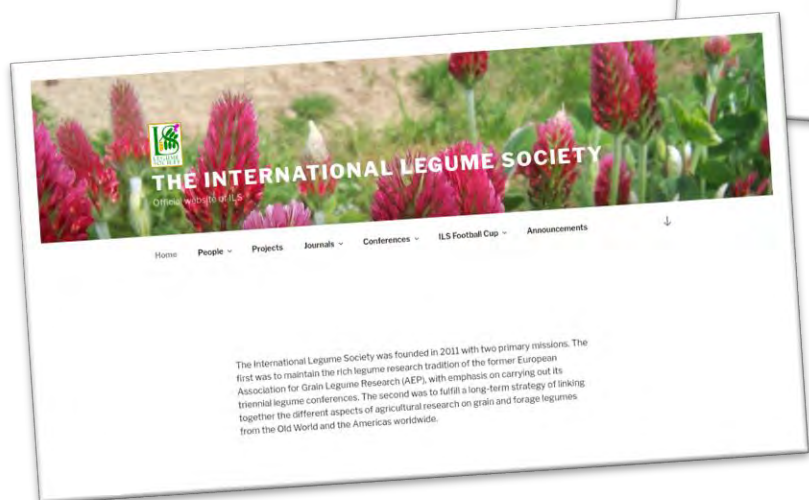 LEGUME
SOCIETY
THE INTERNATIONAL LEGUME SOCIETY
Official website of ILS
Home People Projects Journals Conferences ILS Football Cup Announcements
The International Legume Society was founded in 2011 with two primary missions. The
first was to maintain the rich legume research tradition of the former European
Association for Grain Legume Research (AEP), with emphasis on carrying out its
triennial legume conferences. The second was to fulfill a long-term strategy of linking
together the different aspects of agricultural research on grain and forage legumes
from the Old World and the Americas worldwide.